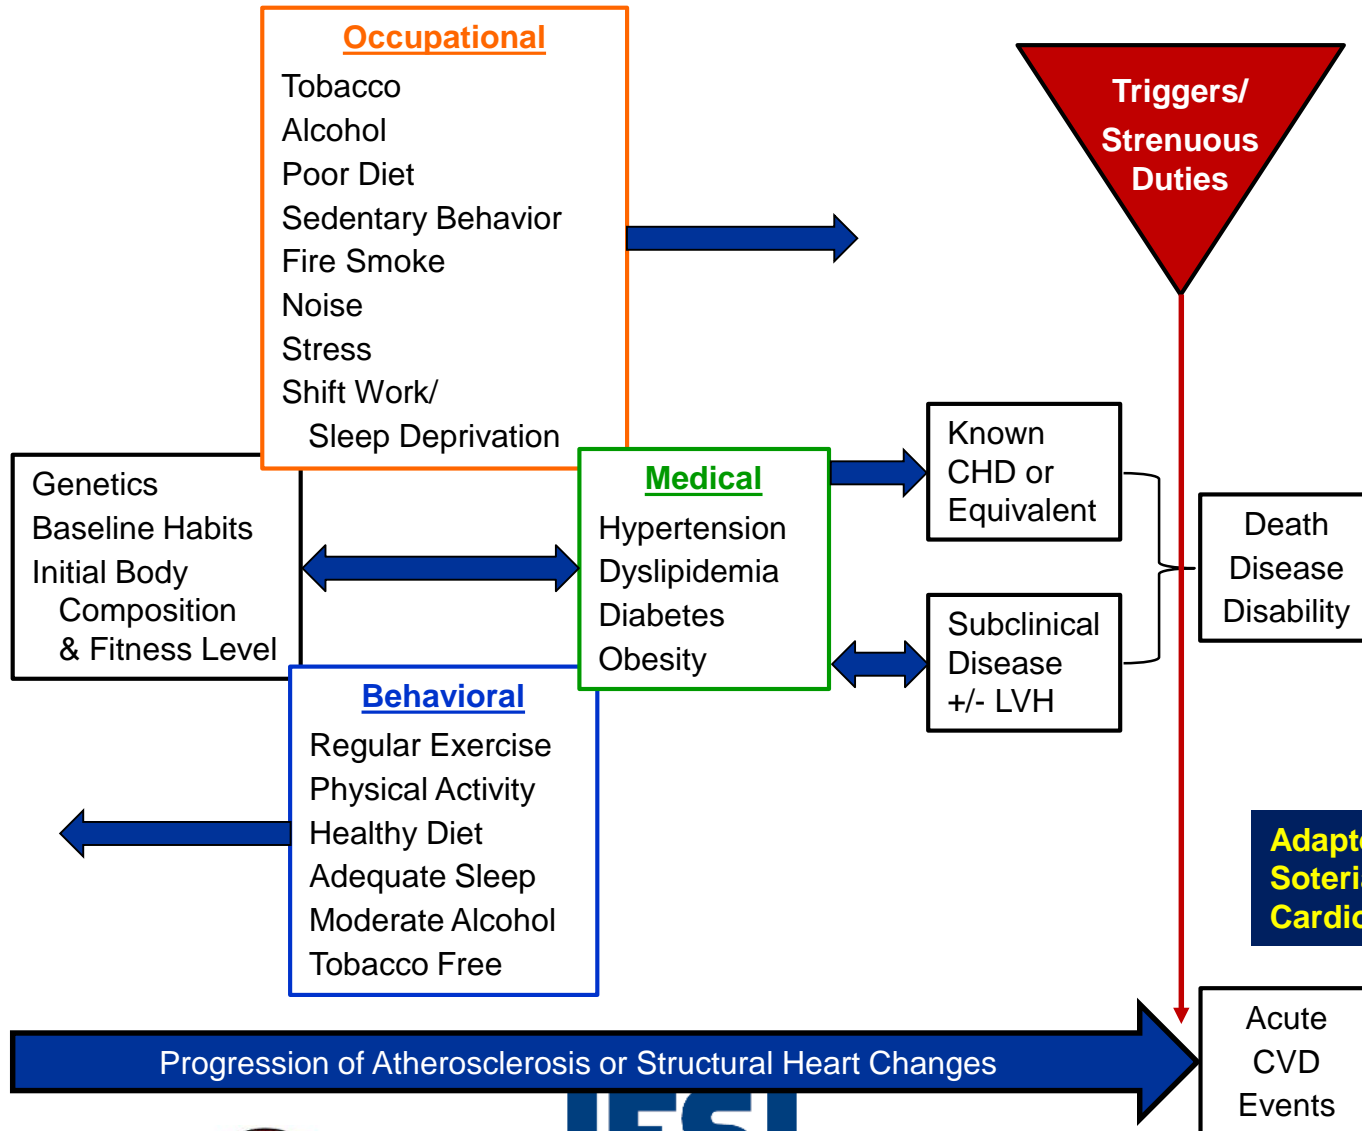 Occupational
Tobacco
Alcohol
Poor Diet
Sedentary Behavior
Fire Smoke
Noise
Stress
Shift Work/
Sleep Deprivation
Triggers/
Strenuous
Duties
Genetics
Baseline Habits
Initial Body
Composition
& Fitness Level
Medical
Hypertension
Dyslipidemia
Diabetes
Obesity
Known
CHD or
Equivalent
Subclinical
Disease
+/- LVH
Death
Disease
Disability
Behavioral
Regular Exercise
Physical Activity
Healthy Diet
Adequate Sleep
Moderate Alcohol
Tobacco Free
Progression of Atherosclerosis or Structural Heart Changes
Acute
CVD
Events